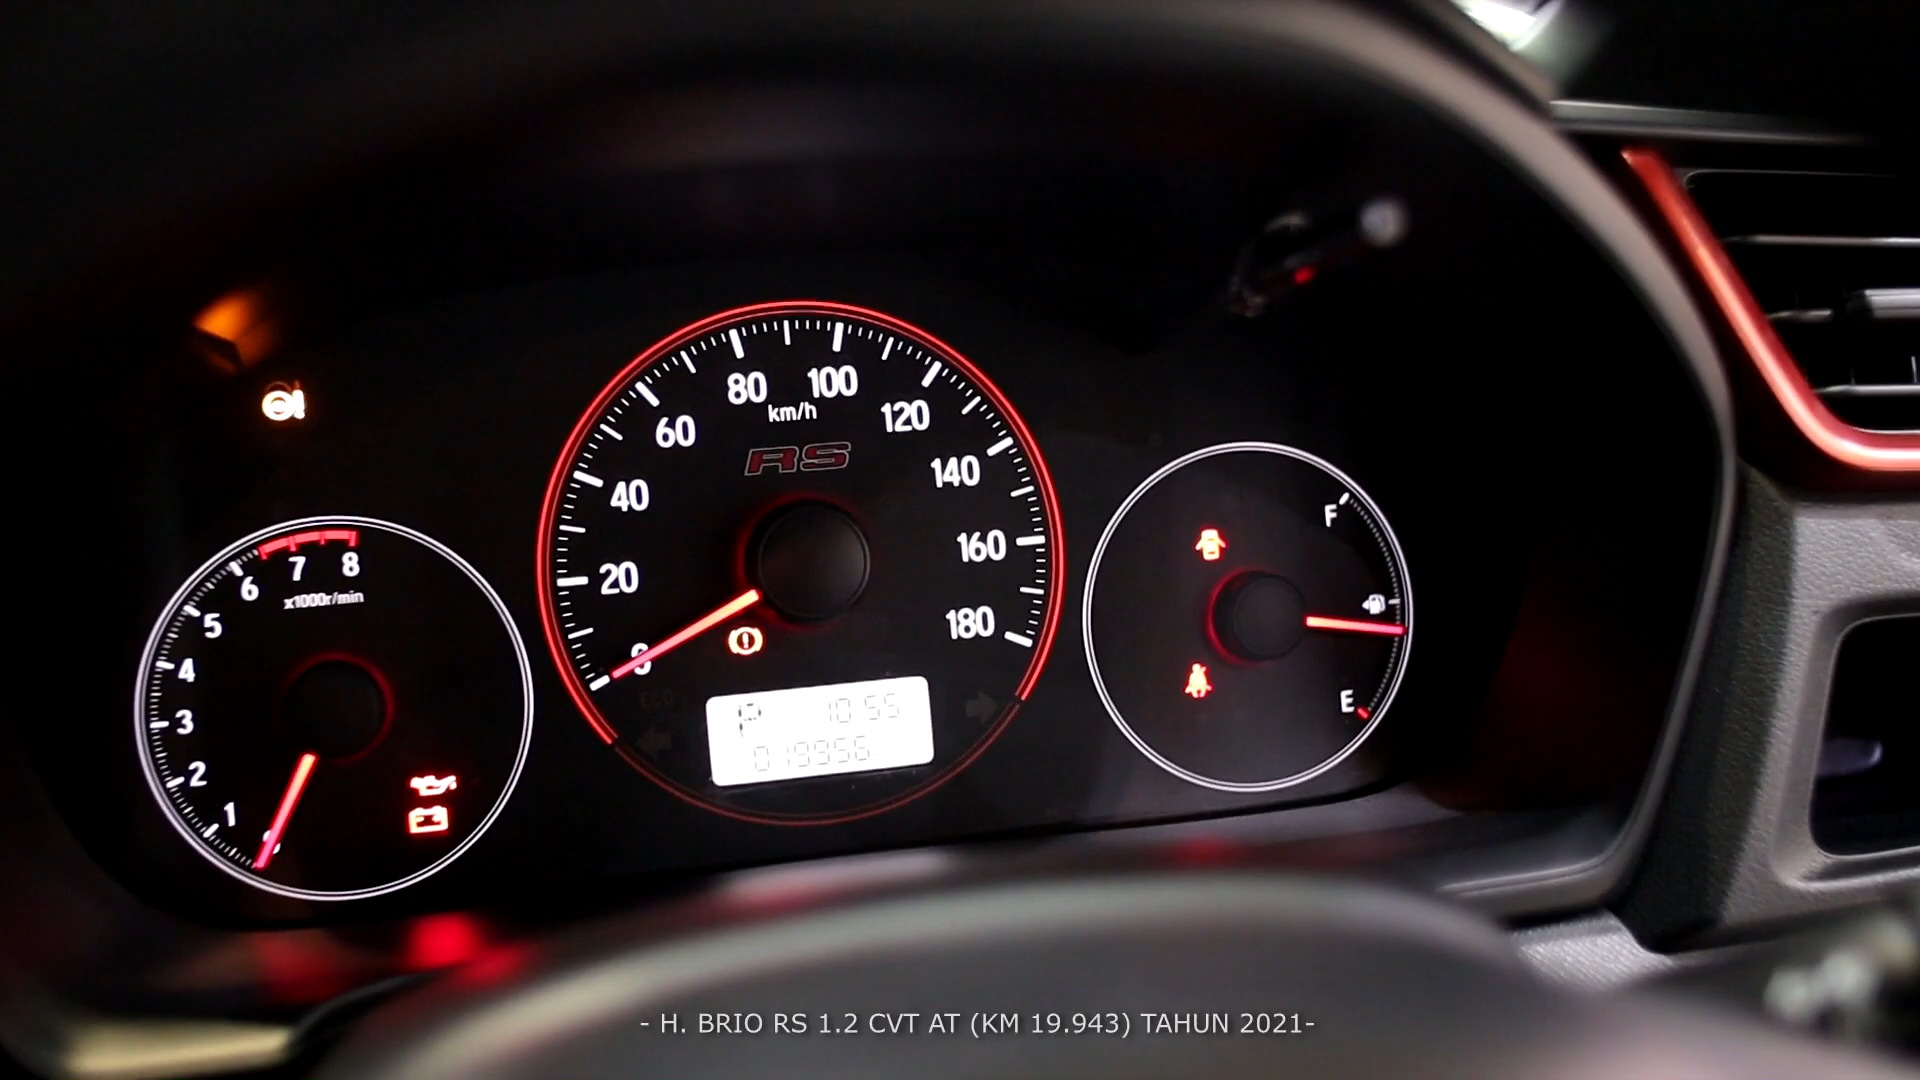 80 100
km/h
60 120
RS
40 140
20 160
180
0
6 7 8
x1000r/min
5
4
3
2
1
F
E
P 10:55
- H. BRIO RS 1.2 CVT AT (KM 19.943) TAHUN 2021-